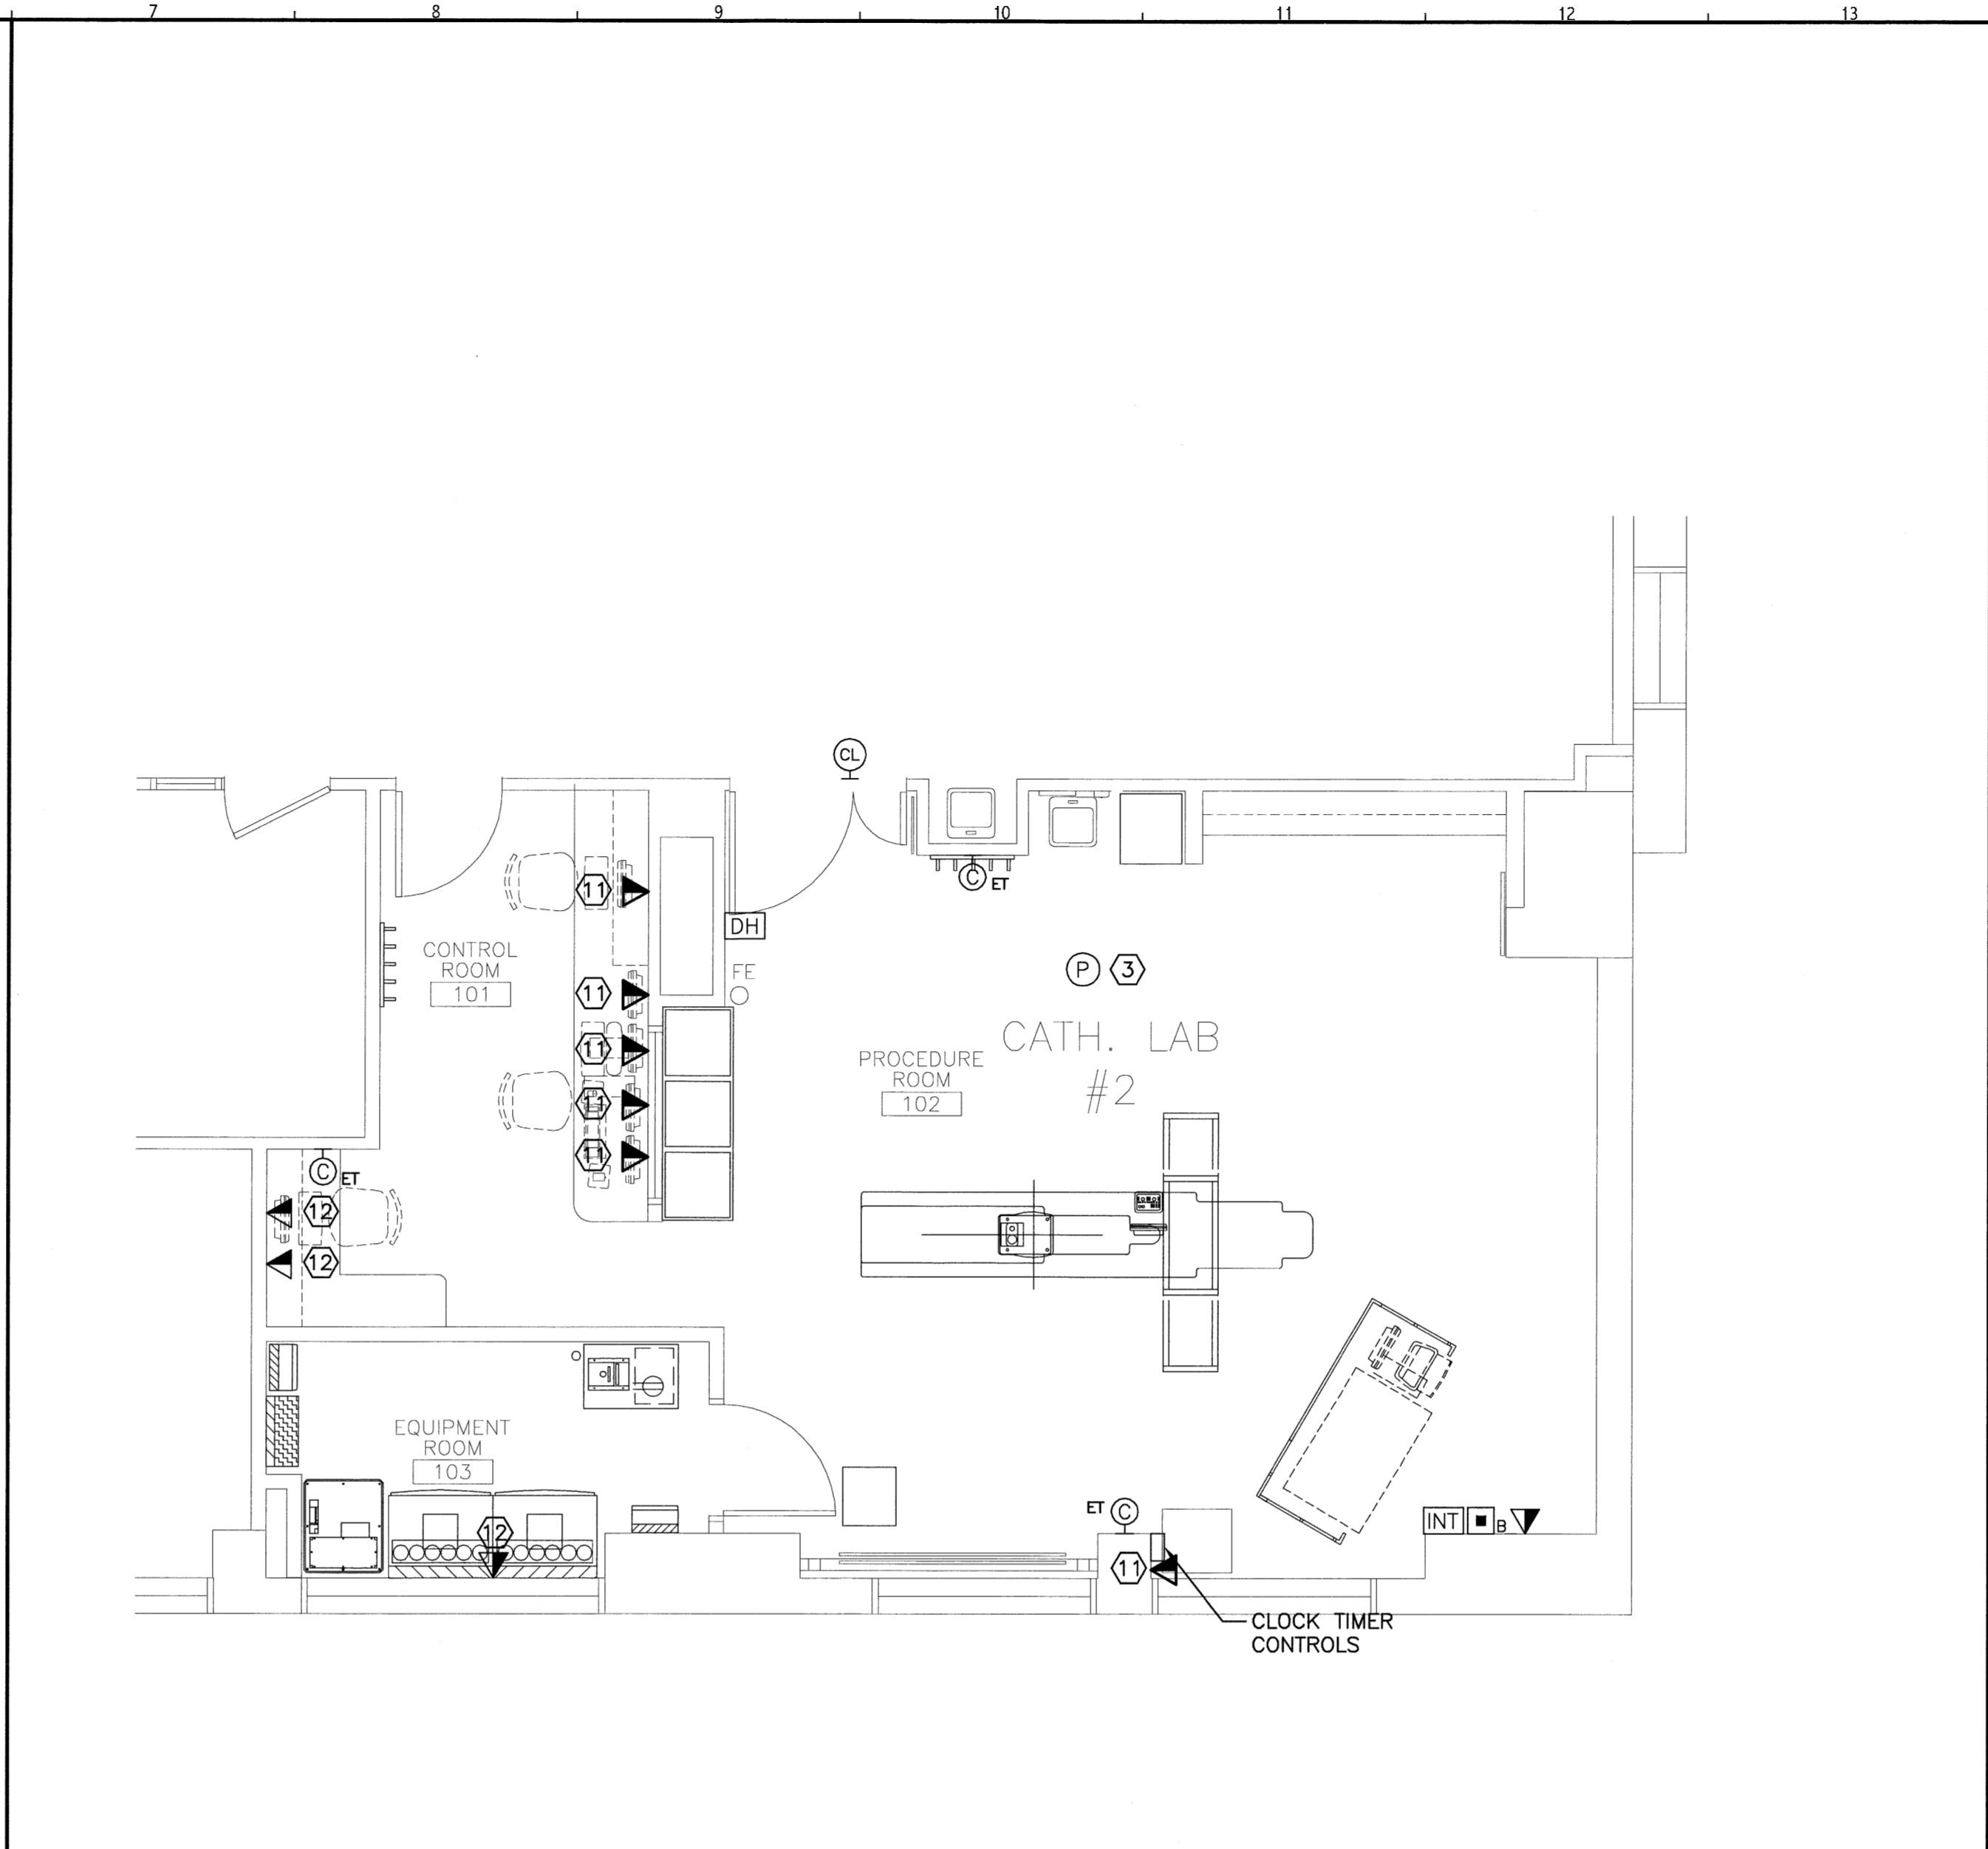 7 8 9 10 11 12 13
CL
11
C ET
DH
CONTROL
ROOM
101
FE
P 3
11
CATH. LAB
#2
11
PROCEDURE
ROOM
102
11
11
C ET
12
12
EQUIPMENT
ROOM
103
12
ET C
INT B
11
CLOCK TIMER
CONTROLS